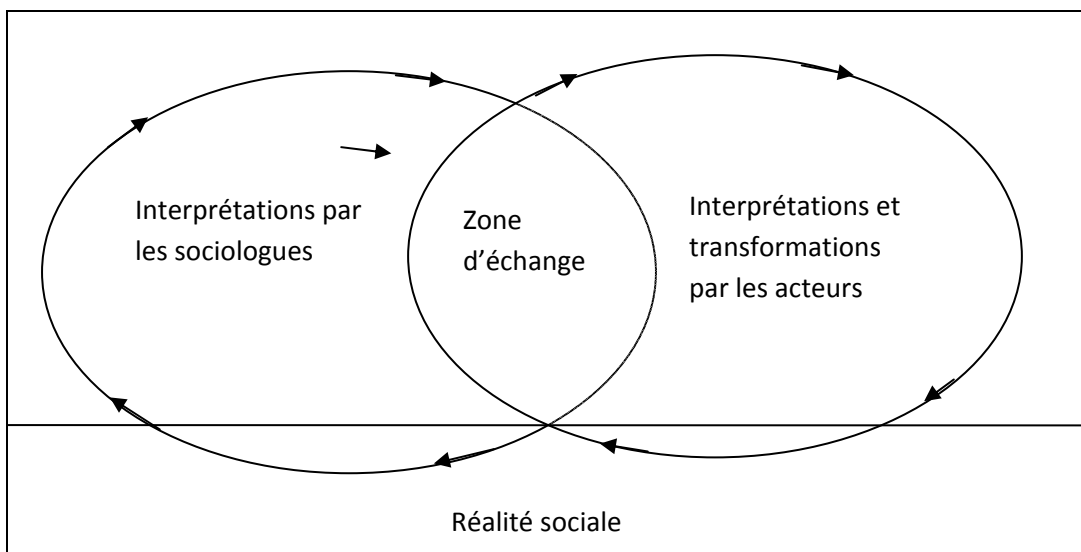 Interprétations par
les sociologues
Zone
d’échange
Interprétations et
transformations
par les acteurs
Réalité sociale